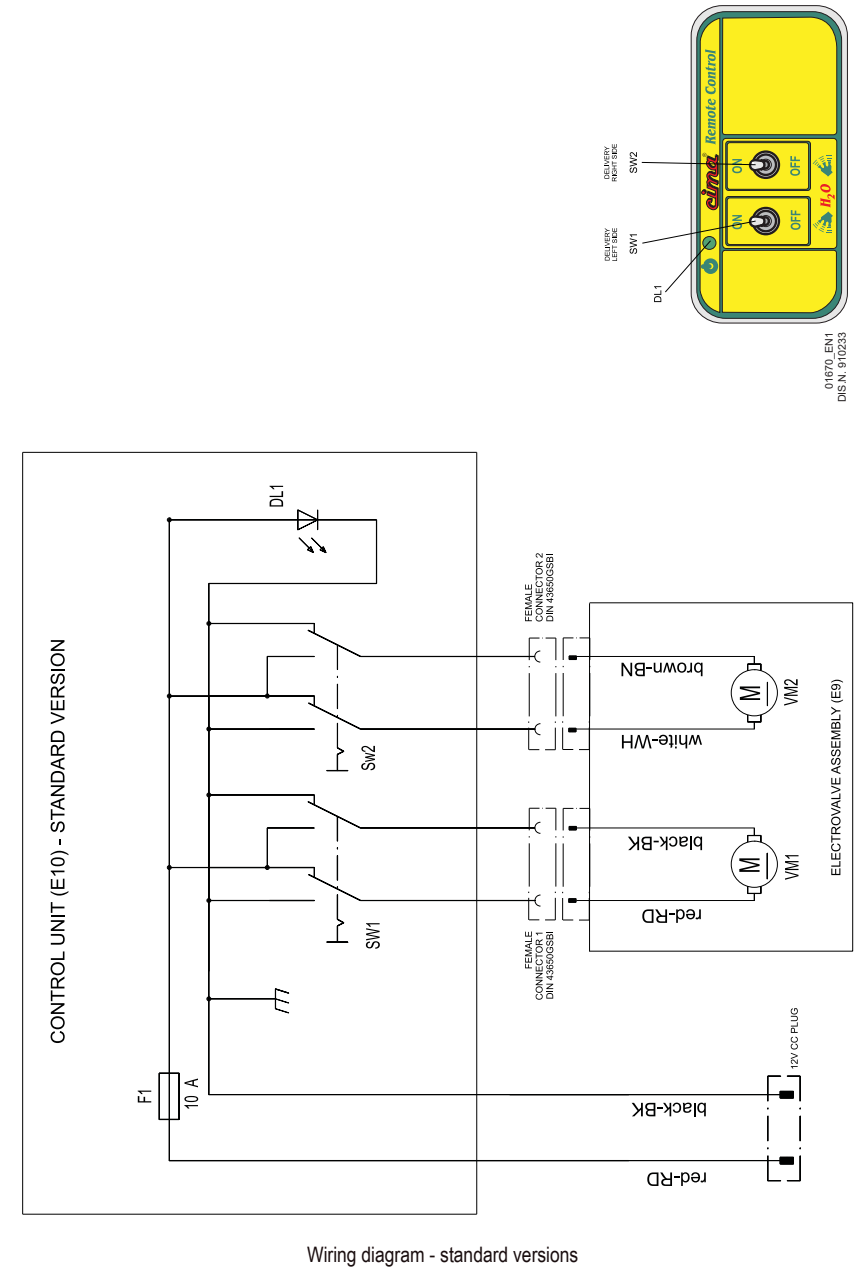 cima® Remote Control
ON
OFF
ON
OFF
H2O
DELIVERY
RIGHT SIDE
SW2
DELIVERY
LEFT SIDE
SW1
DL1
01670_EN1
DIS.N. 910233
CONTROL UNIT (E10) - STANDARD VERSION
DL1
Sw2
SW1
F1
10 A
FEMALE
CONNECTOR 2
DIN 43650GSBI
FEMALE
CONNECTOR 1
DIN 43650GSBI
brown-BN
white-WH
black-BK
red-RD
M
VM2
M
VM1
ELECTROVALVE ASSEMBLY (E9)
12V CC PLUG
black-BK
red-RD
Wiring diagram - standard versions